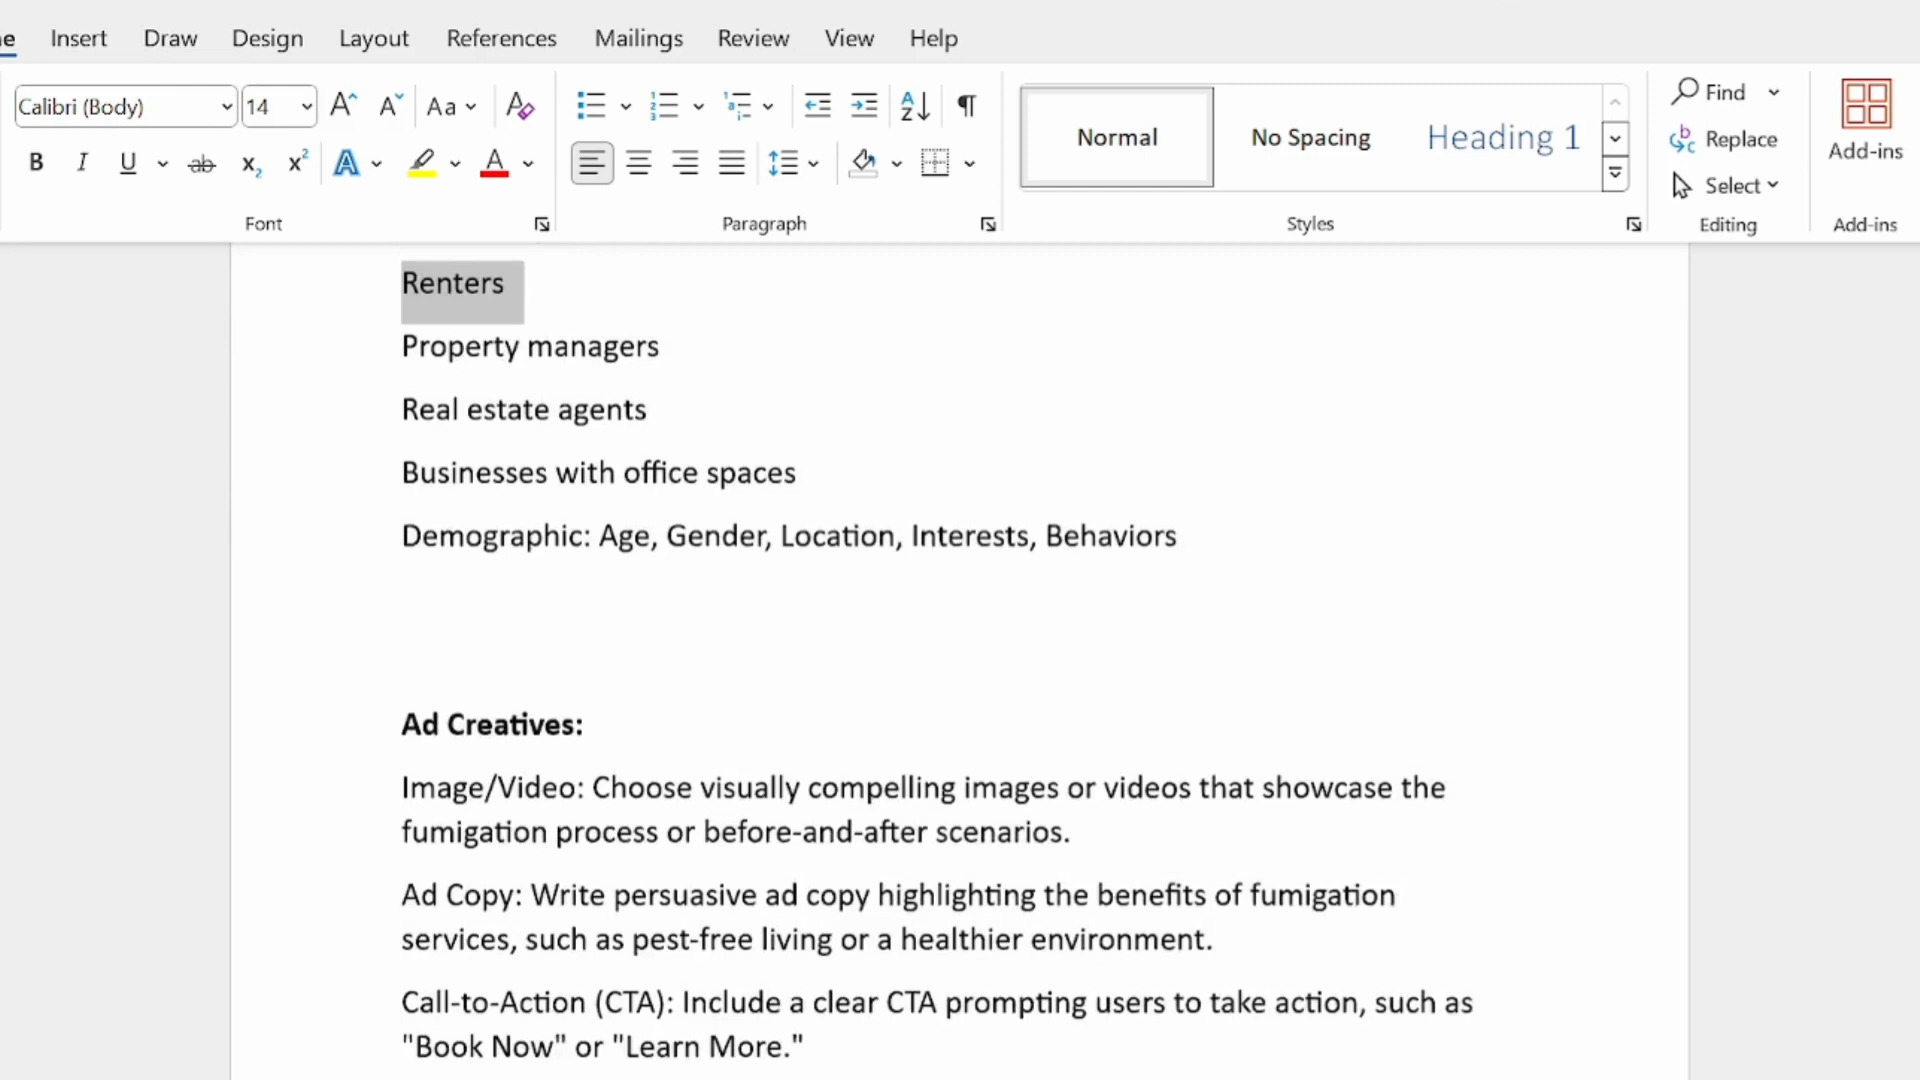 e Insert Draw Design Layout References Mailings Review View Help
Calibri (Body) 14 Aa
Normal No Spacing Heading 1
Find
Replace
Select
Add-ins
Font Paragraph Styles Editing Add-ins
Renters
Property managers
Real estate agents
Businesses with office spaces
Demographic: Age, Gender, Location, Interests, Behaviors
Ad Creatives:
Image/Video: Choose visually compelling images or videos that showcase the
fumigation process or before-and-after scenarios.
Ad Copy: Write persuasive ad copy highlighting the benefits of fumigation
services, such as pest-free living or a healthier environment.
Call-to-Action (CTA): Include a clear CTA prompting users to take action, such as
"Book Now" or "Learn More."